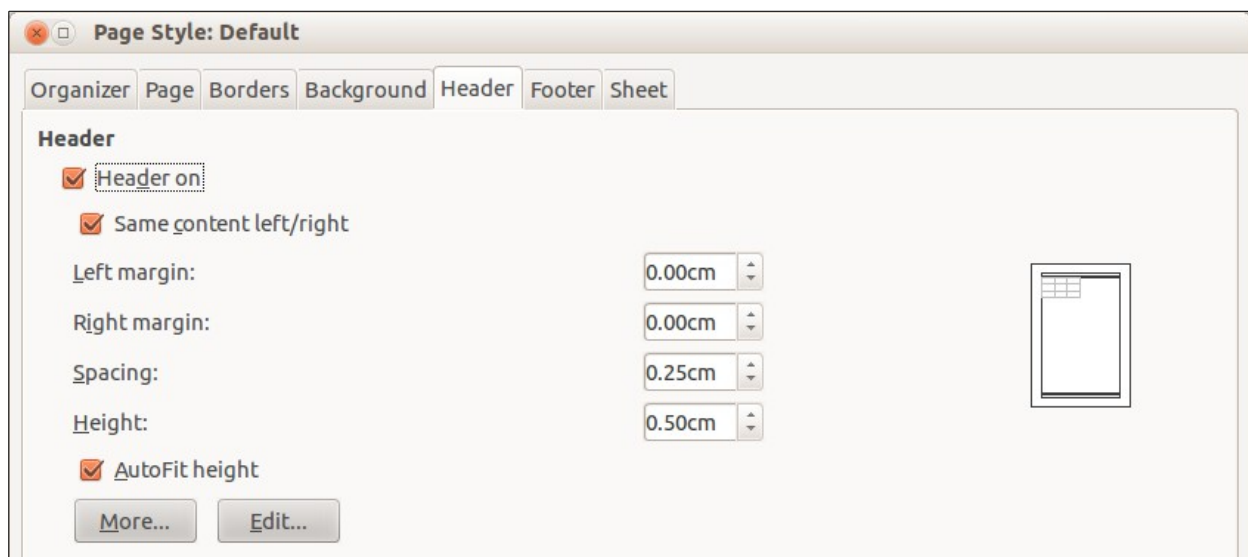 Page Style: Default
Organizer Page Borders Background Header Footer Sheet
Header
Header on
Same content left/right
Left margin: 0.00cm
Right margin: 0.00cm
Spacing: 0.25cm
Height: 0.50cm
AutoFit height
More... Edit...